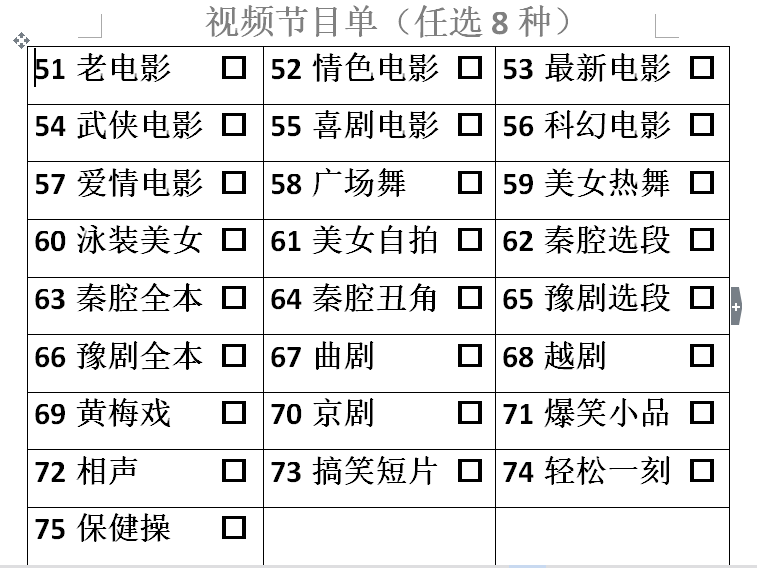 视频节目单（任选8种）
51 老电影 □ 52 情色电影 □ 53 最新电影 □
54 武侠电影 □ 55 喜剧电影 □ 56 科幻电影 □
57 爱情电影 □ 58 广场舞 □ 59 美女热舞 □
60 泳装美女 □ 61 美女自拍 □ 62 秦腔选段 □
63 秦腔全本 □ 64 秦腔丑角 □ 65 豫剧选段 □
66 豫剧全本 □ 67 曲剧 □ 68 越剧 □
69 黄梅戏 □ 70 京剧 □ 71 爆笑小品 □
72 相声 □ 73 搞笑短片 □ 74 轻松一刻 □
75 保健操 □